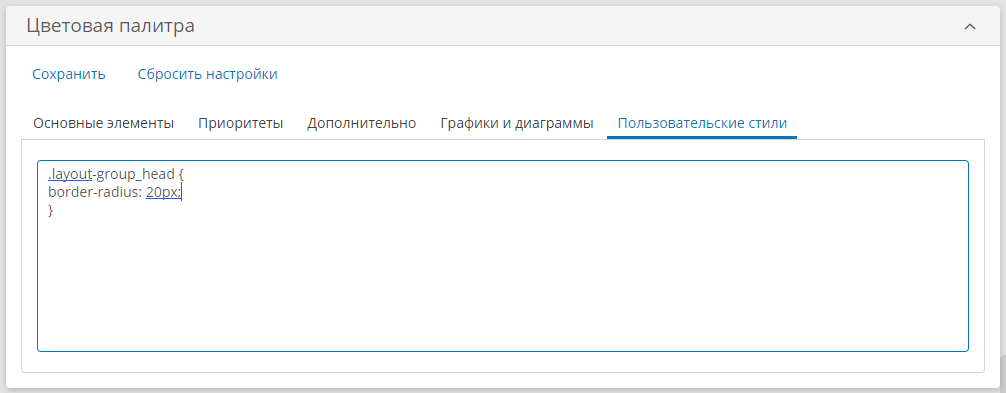 Цветовая палитра
Сохранить Сбросить настройки
Основные элементы Приоритеты Дополнительно Графики и диаграммы Пользовательские стили
.layout-group_head {
border-radius: 20px;
}